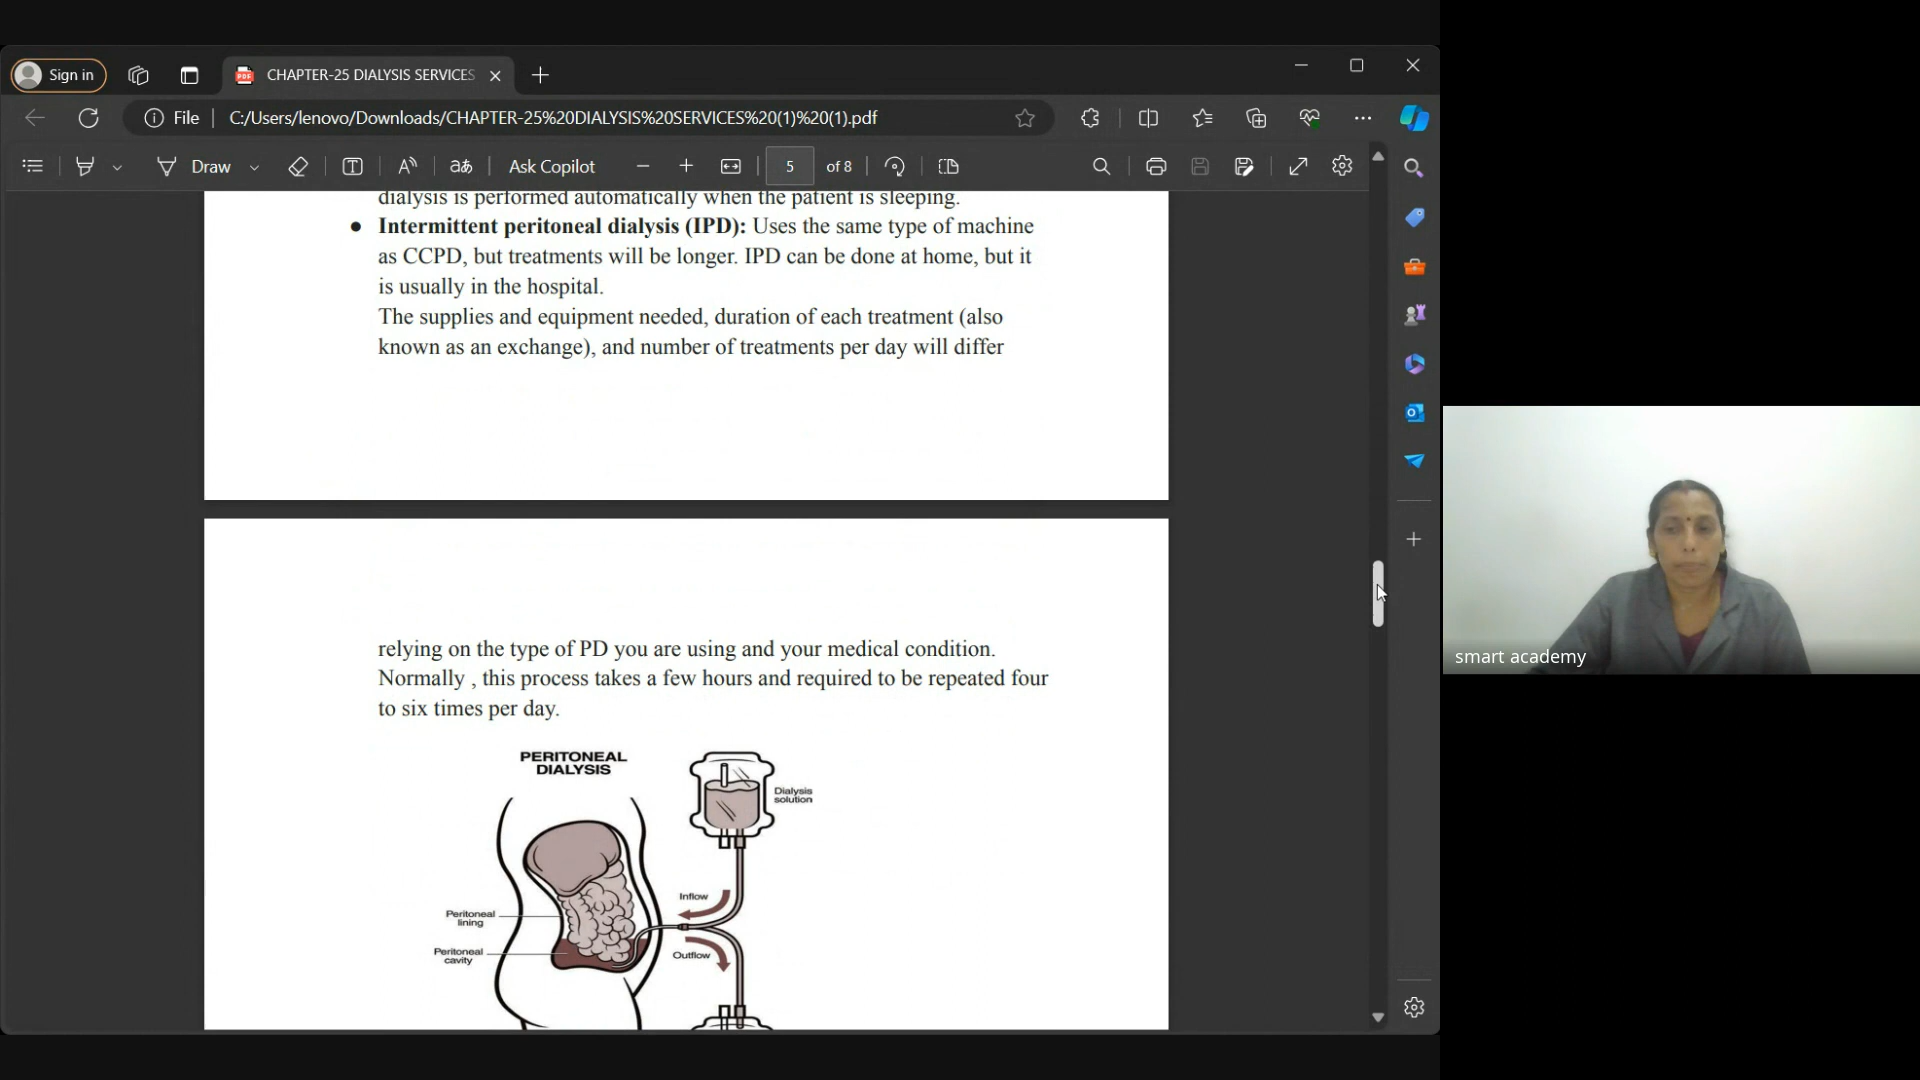 Sign in
CHAPTER-25 DIALYSIS SERVICES
File
C:/Users/lenovo/Downloads/CHAPTER-25%20DIALYSIS%20SERVICES%20(1)%20(1).pdf
Draw
aあ
Ask Copilot
5
of 8
dialysis is performed automatically when the patient is sleeping.
● Intermittent peritoneal dialysis (IPD): Uses the same type of machine
as CCPD, but treatments will be longer. IPD can be done at home, but it
is usually in the hospital.
The supplies and equipment needed, duration of each treatment (also
known as an exchange), and number of treatments per day will differ
relying on the type of PD you are using and your medical condition.
Normally , this process takes a few hours and required to be repeated four
to six times per day.
PERITONEAL
DIALYSIS
Dialysis
solution
Inflow
Peritoneal
lining
Peritoneal
cavity
Outflow
smart academy